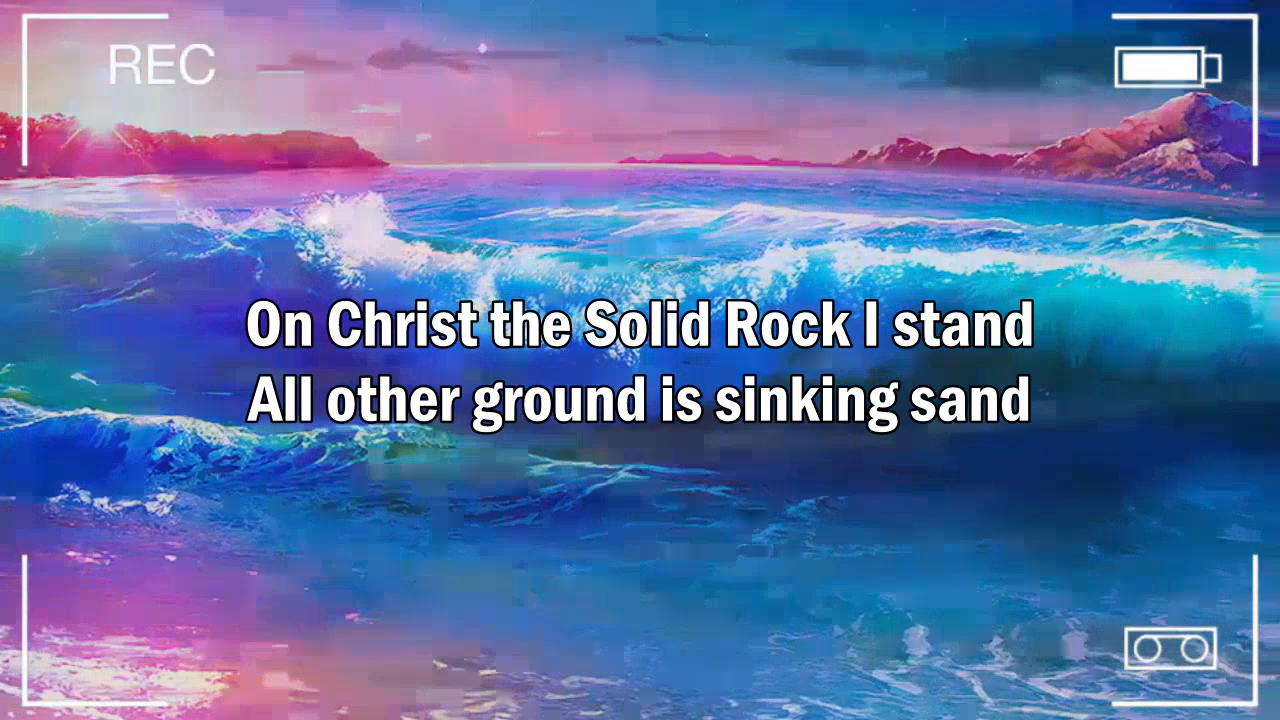 REC
On Christ the Solid Rock I stand
All other ground is sinking sand